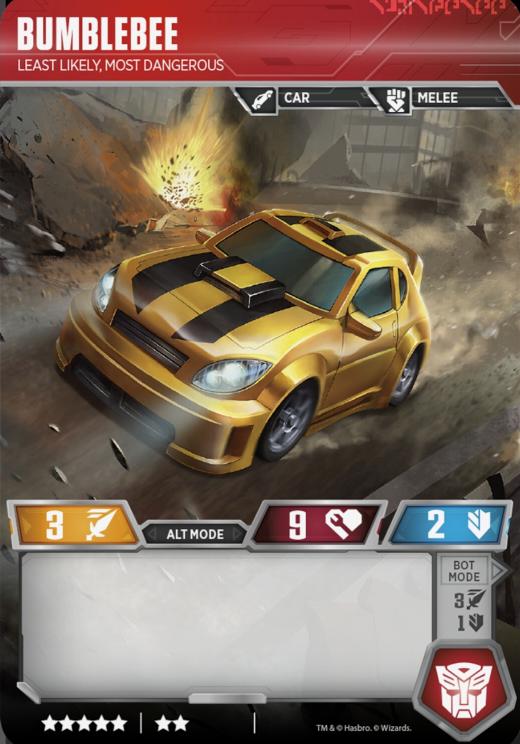 BUMBLEBEE
LEAST LIKELY, MOST DANGEROUS
CAR
MELEE
3
ALT MODE
9
2
BOT
MODE
3
1
TM & © Hasbro. © Wizards.